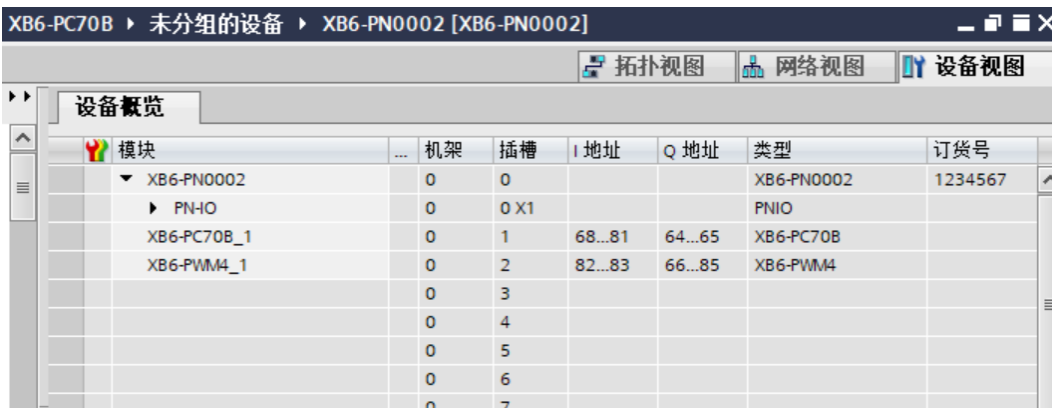 XB6-PC70B ▸ 未分组的设备 ▸ XB6-PN0002 [XB6-PN0002]
拓扑视图 网络视图 设备视图
设备概览
模块 ... 机架 插槽 I 地址 Q 地址 类型 订货号
XB6-PN0002 0 0 XB6-PN0002 1234567
PN-IO 0 0 X1 PNIO
XB6-PC70B_1 0 1 68...81 64...65 XB6-PC70B
XB6-PWM4_1 0 2 82...83 66...85 XB6-PWM4
0 3
0 4
0 5
0 6
0 7